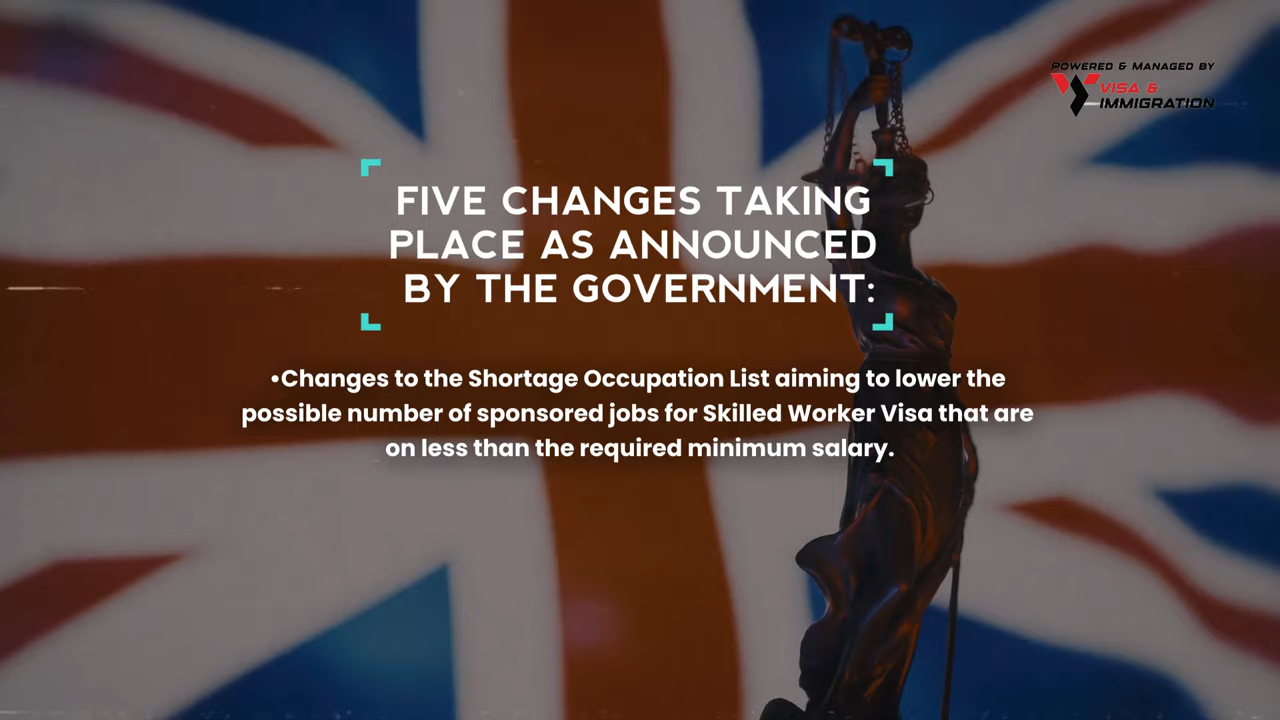 POWERED & MANAGED BY
VISA &
IMMIGRATION
FIVE CHANGES TAKING
PLACE AS ANNOUNCED
BY THE GOVERNMENT:
•Changes to the Shortage Occupation List aiming to lower the
possible number of sponsored jobs for Skilled Worker Visa that are
on less than the required minimum salary.